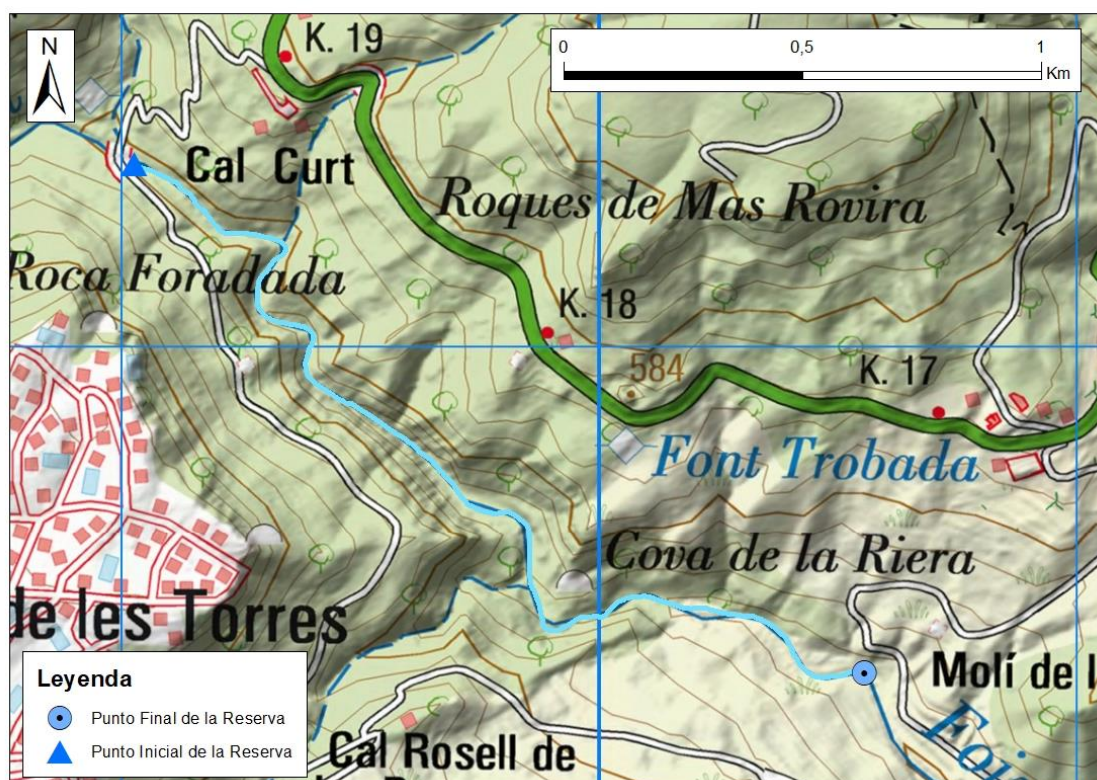 N
K. 19
0
0,5
1
Km
Cal Curt
Roques de Mas Rovira
Roca Foradada
K. 18
584
K. 17
Font Trobada
Cova de la Riera
de les Torres
Leyenda
Punto Final de la Reserva
Punto Inicial de la Reserva
Molí de l
Foi
Cal Rosell de